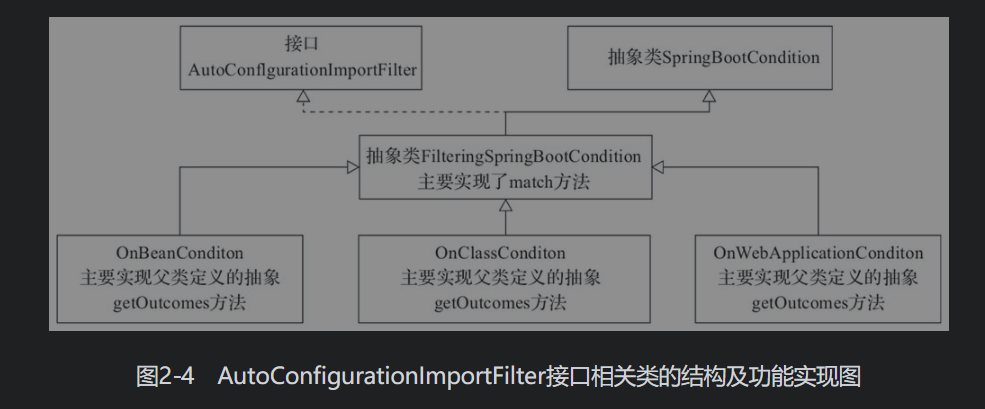 接口
AutoConflgurationImportFilter
抽象类SpringBootCondition
抽象类FilteringSpringBootCondition
主要实现了match方法
OnBeanConditon
主要实现父类定义的抽象
getOutcomes方法
OnClassConditon
主要实现父类定义的抽象
getOutcomes方法
OnWebApplicationConditon
主要实现父类定义的抽象
getOutcomes方法
图2-4 AutoConfigurationImportFilter接口相关类的结构及功能实现图